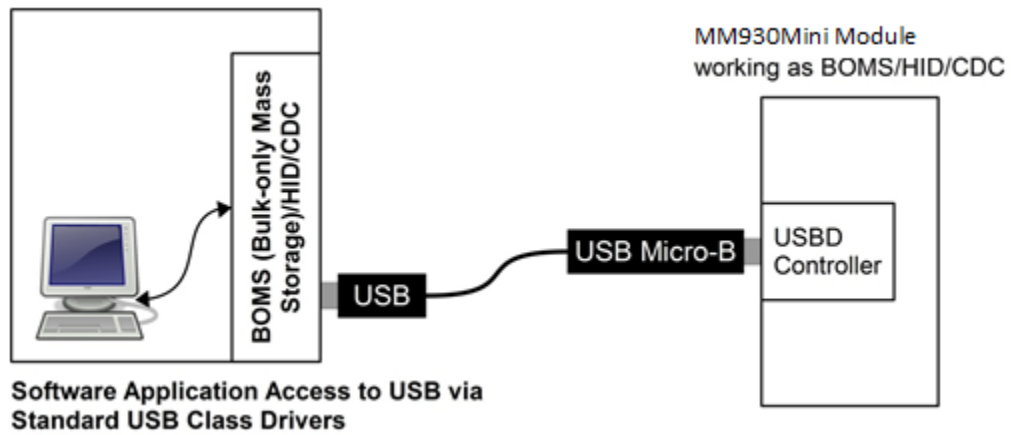 MM930Mini Module
working as BOMS/HID/CDC
BOMS (Bulk-only Mass
Storage)/HID/CDC
USB
USB Micro-B
USBD
Controller
Software Application Access to USB via
Standard USB Class Drivers